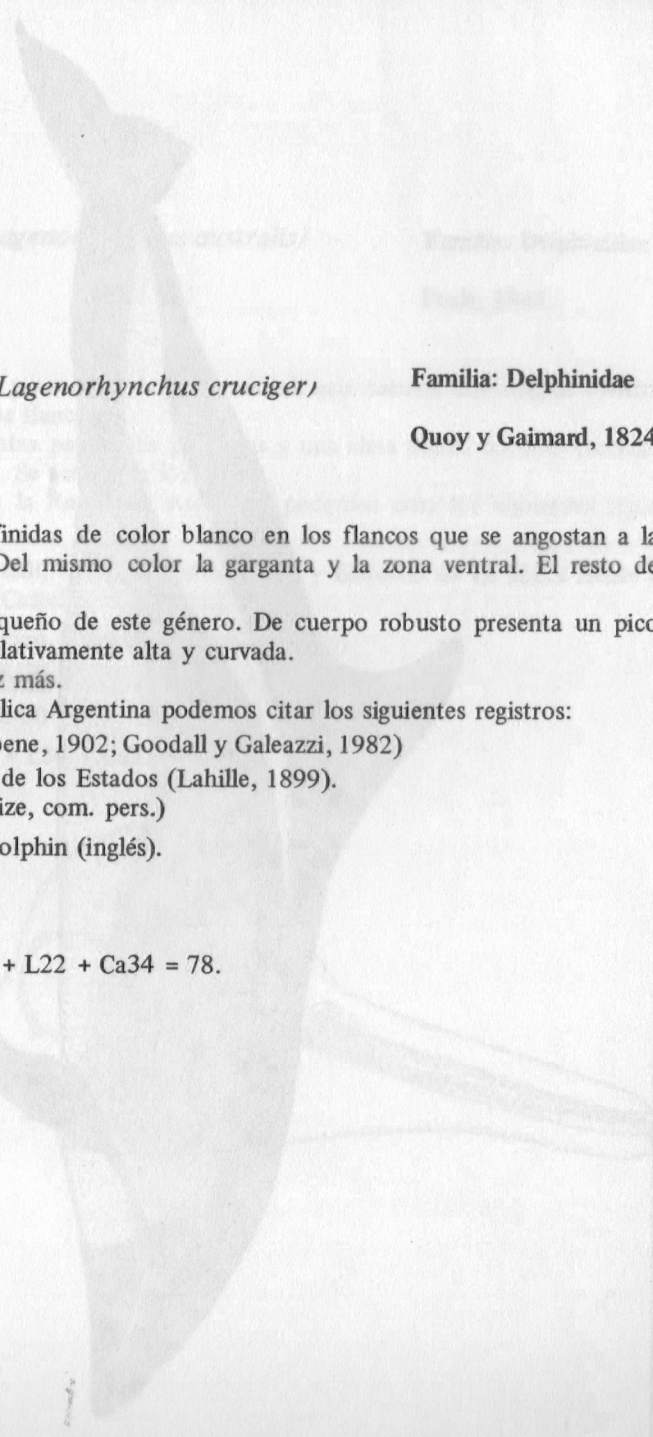 Lagenorhynchus cruciger)
Familia: Delphinidae
Quoy y Gaimard, 1824
finidas de color blanco en los flancos que se angostan a la
Del mismo color la garganta y la zona ventral. El resto de
queño de este género. De cuerpo robusto presenta un pico
lativamente alta y curvada.
z más.
lica Argentina podemos citar los siguientes registros:
ene, 1902; Goodall y Galeazzi, 1982)
de los Estados (Lahille, 1899).
ize, com. pers.)
olphin (inglés).
+ L22 + Ca34 = 78.